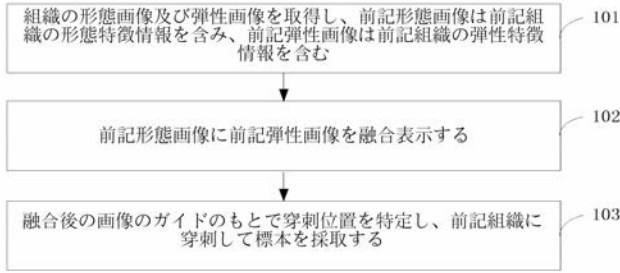 組織の形態画像及び弾性画像を取得し、前記形態画像は前記組
織の形態特徴情報を含み、前記弾性画像は前記組織の弾性特徴
情報を含む
101
前記形態画像に前記弾性画像を融合表示する
102
融合後の画像のガイドのもとで穿刺位置を特定し、前記組織に
穿刺して標本を採取する
103